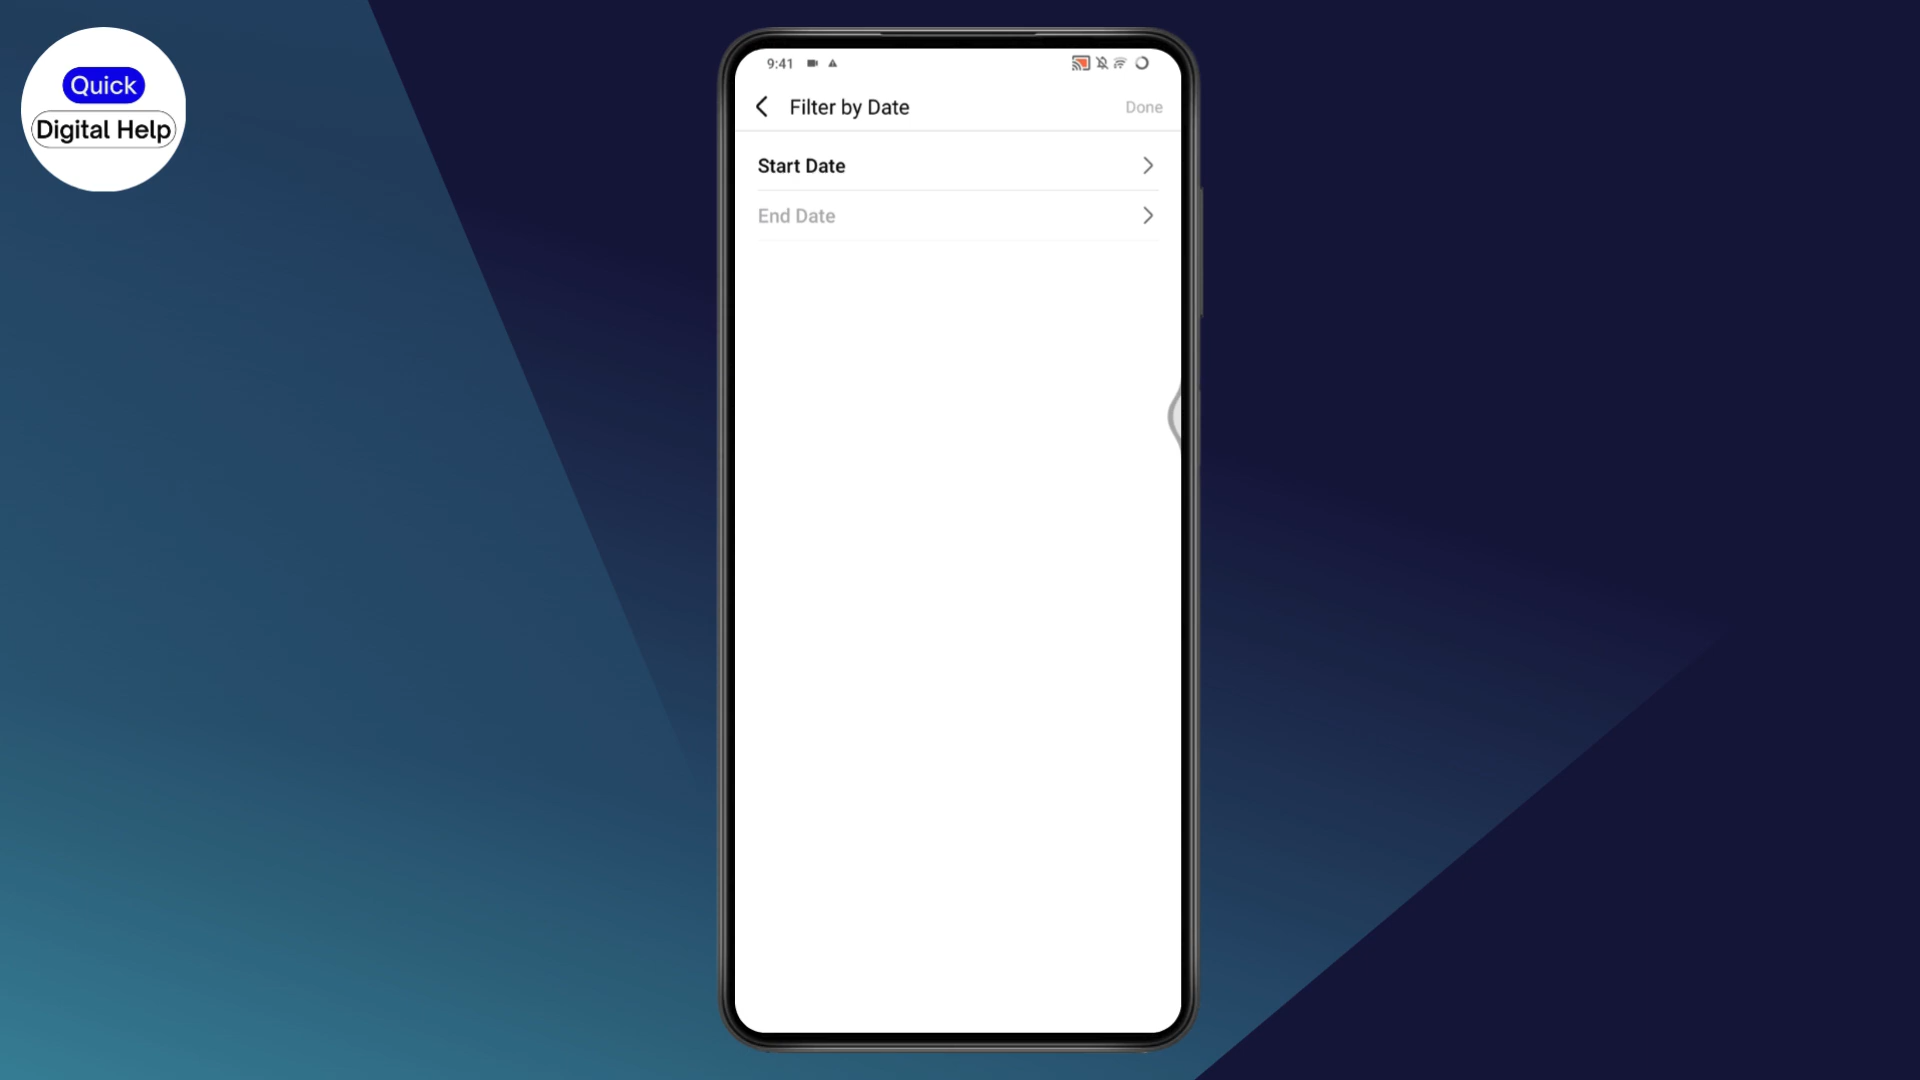 Quick
Digital Help
9:41
Filter by Date
Done
Start Date
End Date